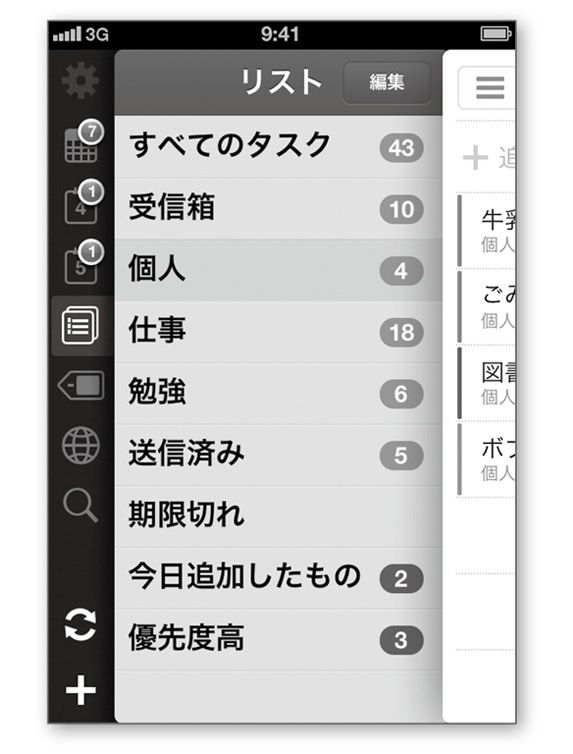 3G 9:41
リスト 編集
7
4 1
5 1
すべてのタスク 43
受信箱 10
個人 4
仕事 18
勉強 6
送信済み 5
期限切れ
今日追加したもの 2
優先度高 3
牛乳
個人
ごみ
個人
図書
個人
個人